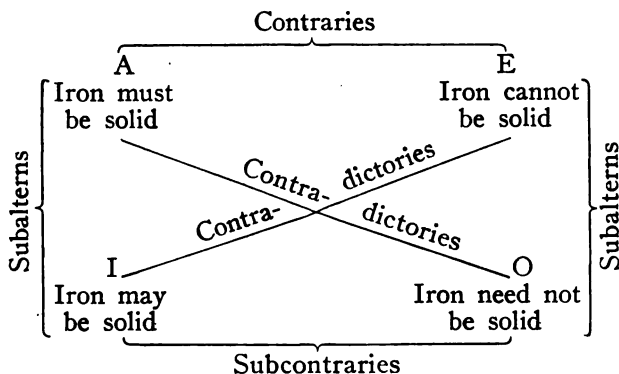 Contraries
A
E
Iron must
be solid
Iron cannot
be solid
Subalterns
Contra- dictories
Contra- dictories
Subalterns
I
O
Iron may
be solid
Iron need not
be solid
Subcontraries